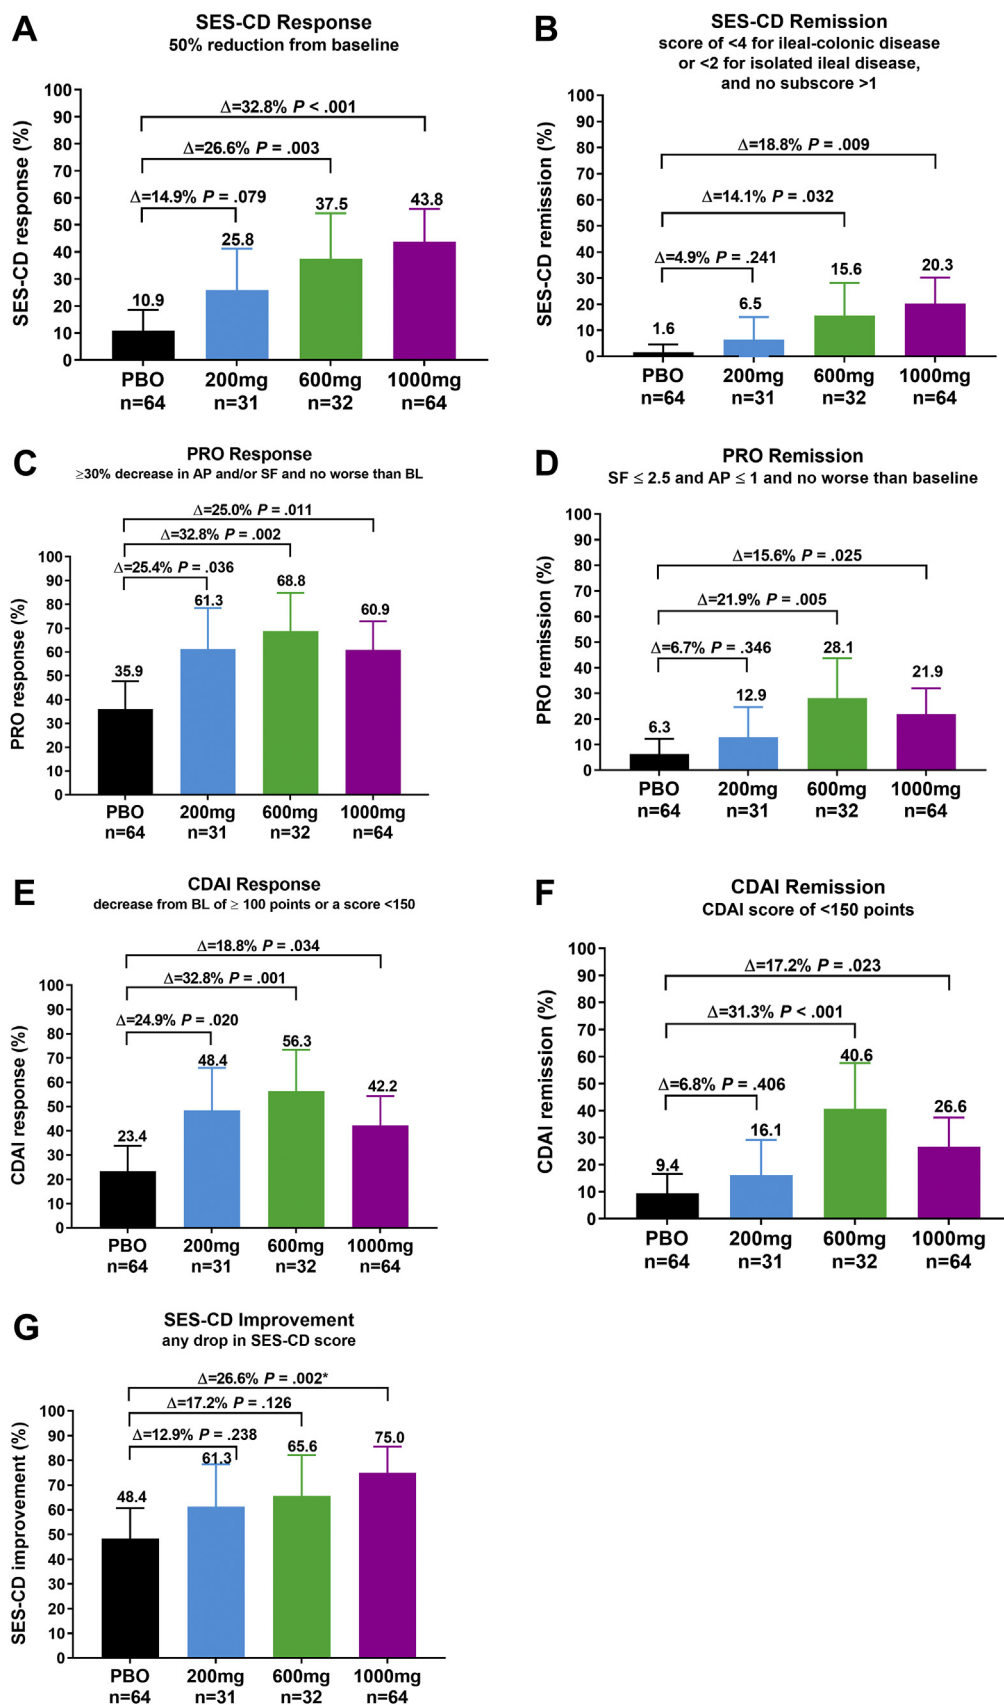 A
SES-CD Response
50% reduction from baseline
SES-CD response (%)
100
90
80
70
60
50
40
30
20
10
0
Δ=32.8% P < .001
Δ=26.6% P = .003
Δ=14.9% P = .079
10.9
25.8
37.5
43.8
PBO 200mg 600mg 1000mg
n=64 n=31 n=32 n=64
B
SES-CD Remission
score of <4 for ileal-colonic disease
or <2 for isolated ileal disease,
and no subscore >1
SES-CD remission (%)
100
90
80
70
60
50
40
30
20
10
0
Δ=18.8% P = .009
Δ=14.1% P = .032
Δ=4.9% P = .241
1.6
6.5
15.6
20.3
PBO 200mg 600mg 1000mg
n=64 n=31 n=32 n=64
C
PRO Response
≥30% decrease in AP and/or SF and no worse than BL
PRO response (%)
100
90
80
70
60
50
40
30
20
10
0
Δ=25.0% P = .011
Δ=32.8% P = .002
Δ=25.4% P = .036
35.9
61.3
68.8
60.9
PBO 200mg 600mg 1000mg
n=64 n=31 n=32 n=64
D
PRO Remission
SF ≤ 2.5 and AP ≤ 1 and no worse than baseline
PRO remission (%)
100
90
80
70
60
50
40
30
20
10
0
Δ=15.6% P = .025
Δ=21.9% P = .005
Δ=6.7% P = .346
6.3
12.9
28.1
21.9
PBO 200mg 600mg 1000mg
n=64 n=31 n=32 n=64
E
CDAI Response
decrease from BL of ≥ 100 points or a score <150
CDAI response (%)
100
90
80
70
60
50
40
30
20
10
0
Δ=18.8% P = .034
Δ=32.8% P = .001
Δ=24.9% P = .020
23.4
48.4
56.3
42.2
PBO 200mg 600mg 1000mg
n=64 n=31 n=32 n=64
F
CDAI Remission
CDAI score of <150 points
CDAI remission (%)
100
90
80
70
60
50
40
30
20
10
0
Δ=17.2% P = .023
Δ=31.3% P < .001
Δ=6.8% P = .406
9.4
16.1
40.6
26.6
PBO 200mg 600mg 1000mg
n=64 n=31 n=32 n=64
G
SES-CD Improvement
any drop in SES-CD score
SES-CD improvement (%)
100
90
80
70
60
50
40
30
20
10
0
Δ=26.6% P = .002*
Δ=17.2% P = .126
Δ=12.9% P = .238
48.4
61.3
65.6
75.0
PBO 200mg 600mg 1000mg
n=64 n=31 n=32 n=64